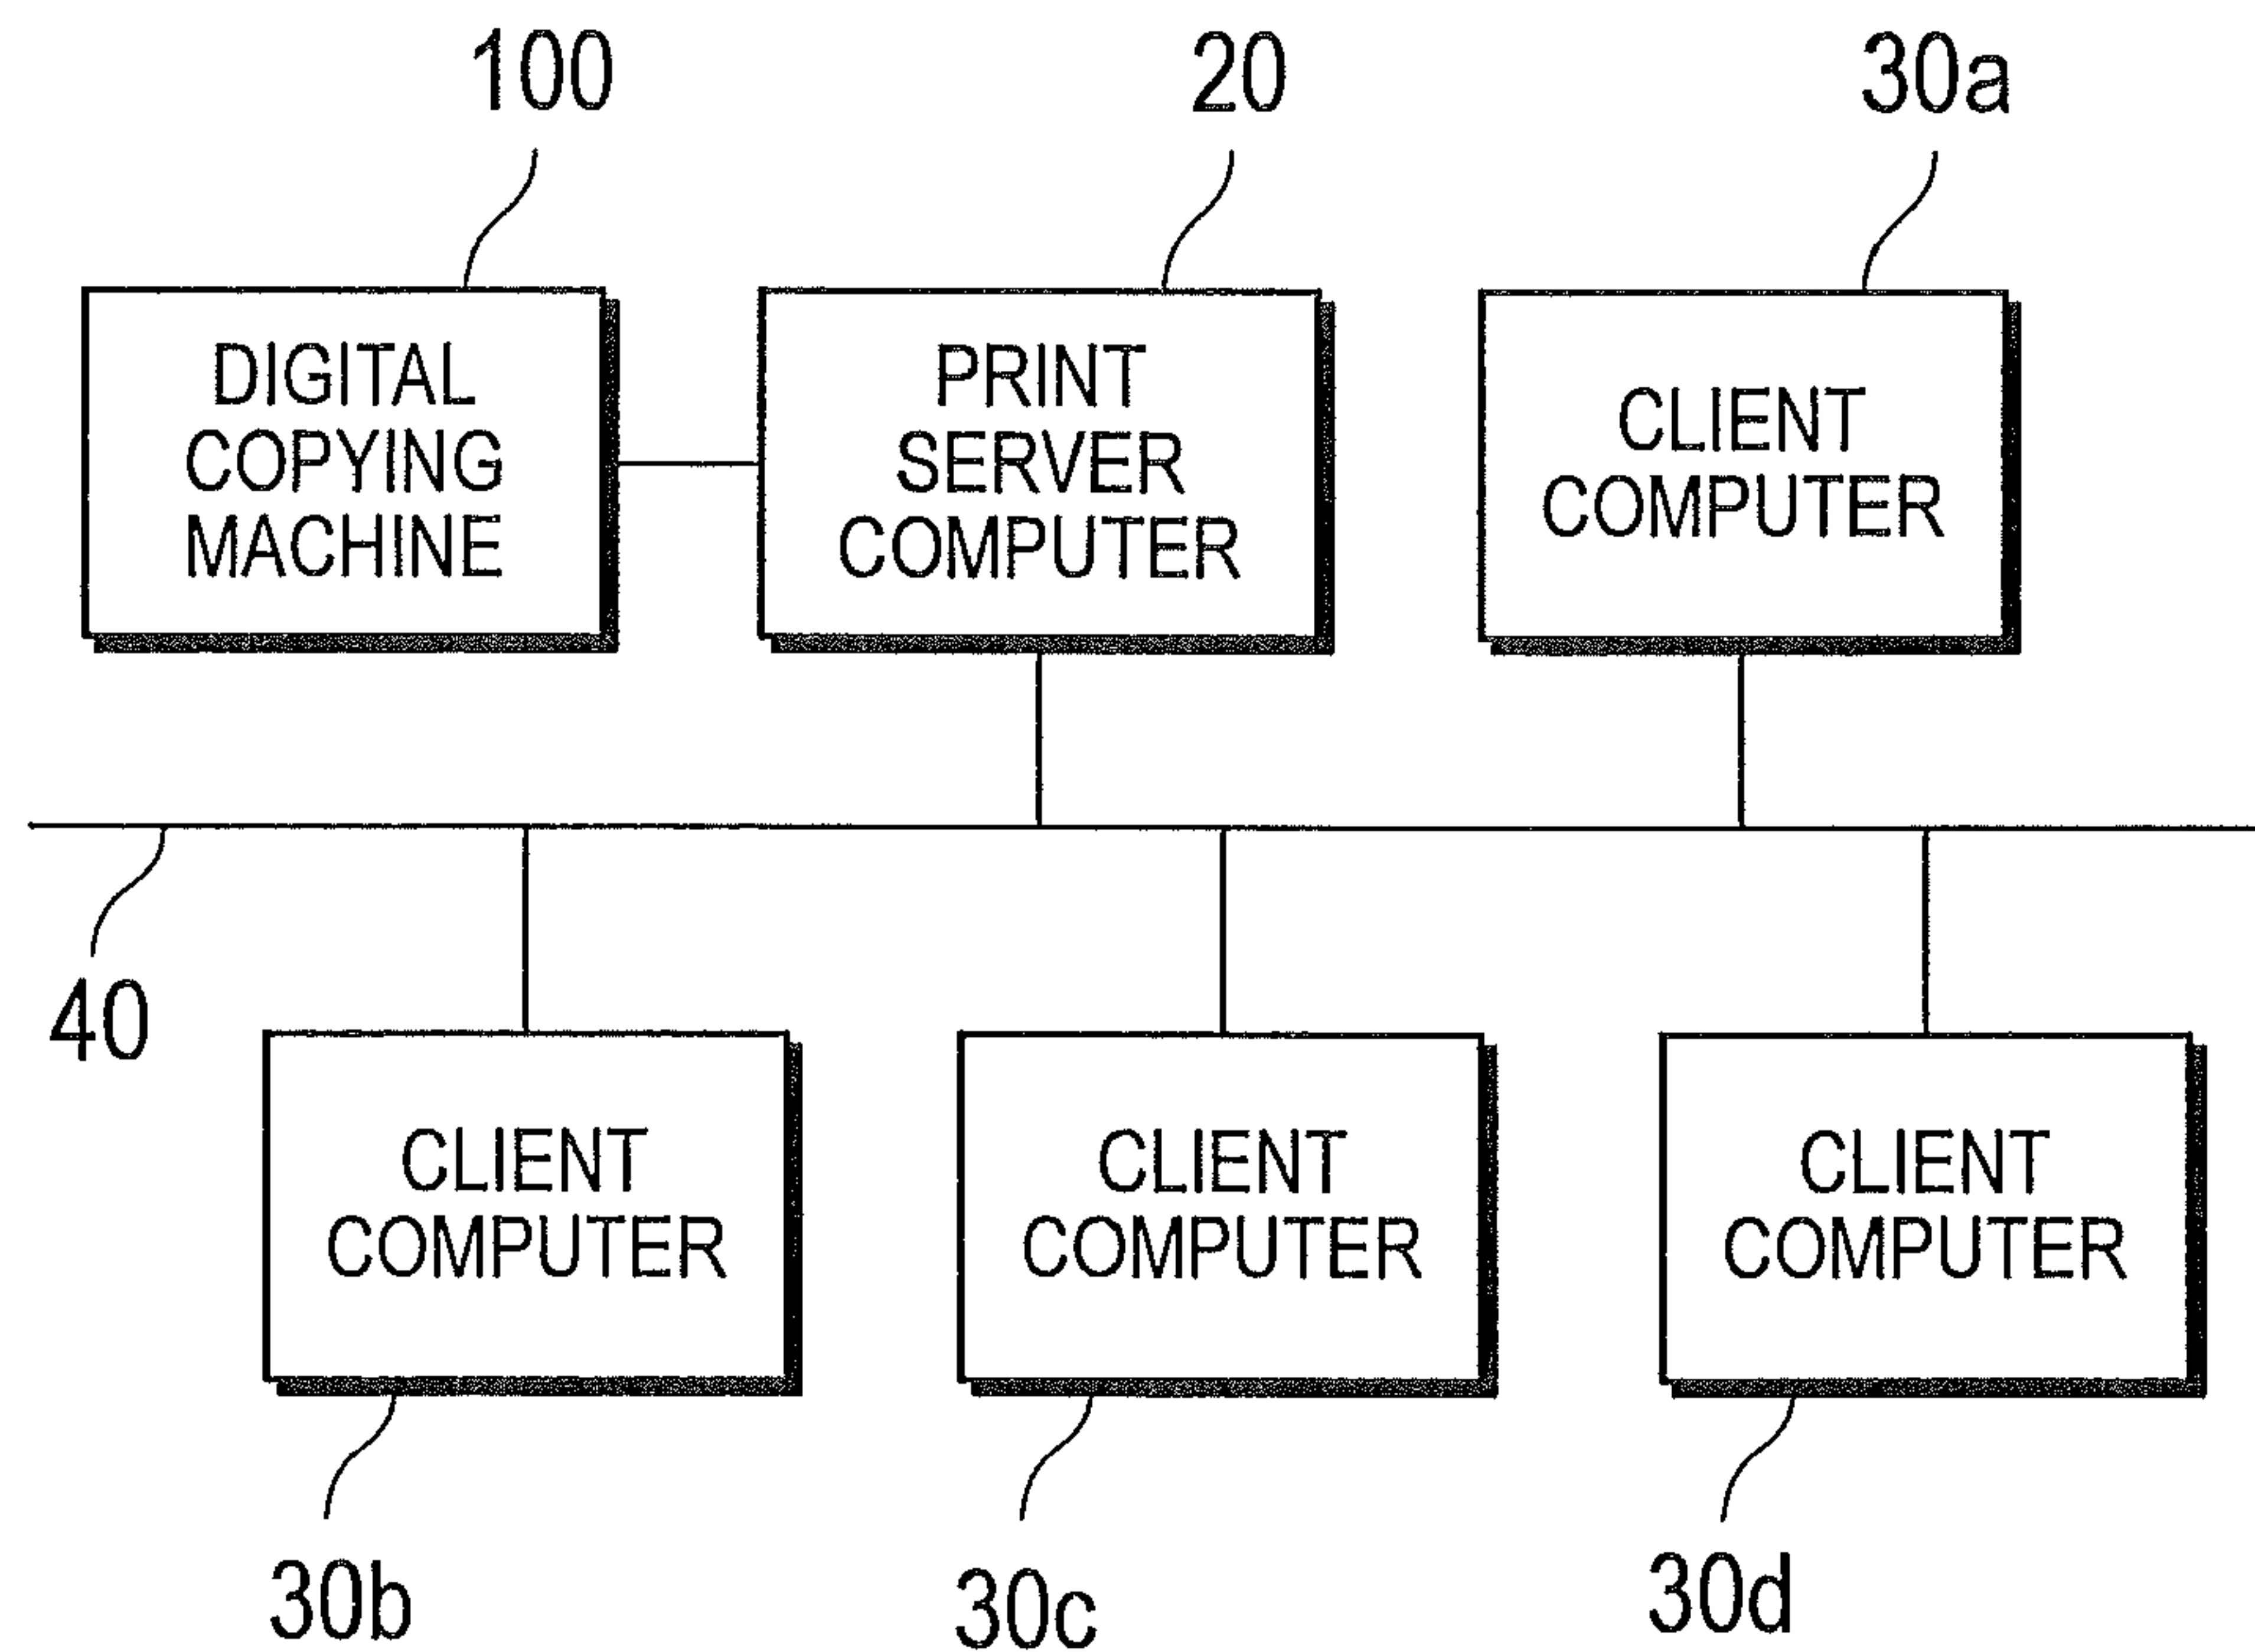 100
20
30a
DIGITAL
COPYING
MACHINE
PRINT
SERVER
COMPUTER
CLIENT
COMPUTER
40
CLIENT
COMPUTER
CLIENT
COMPUTER
CLIENT
COMPUTER
30b
30c
30d